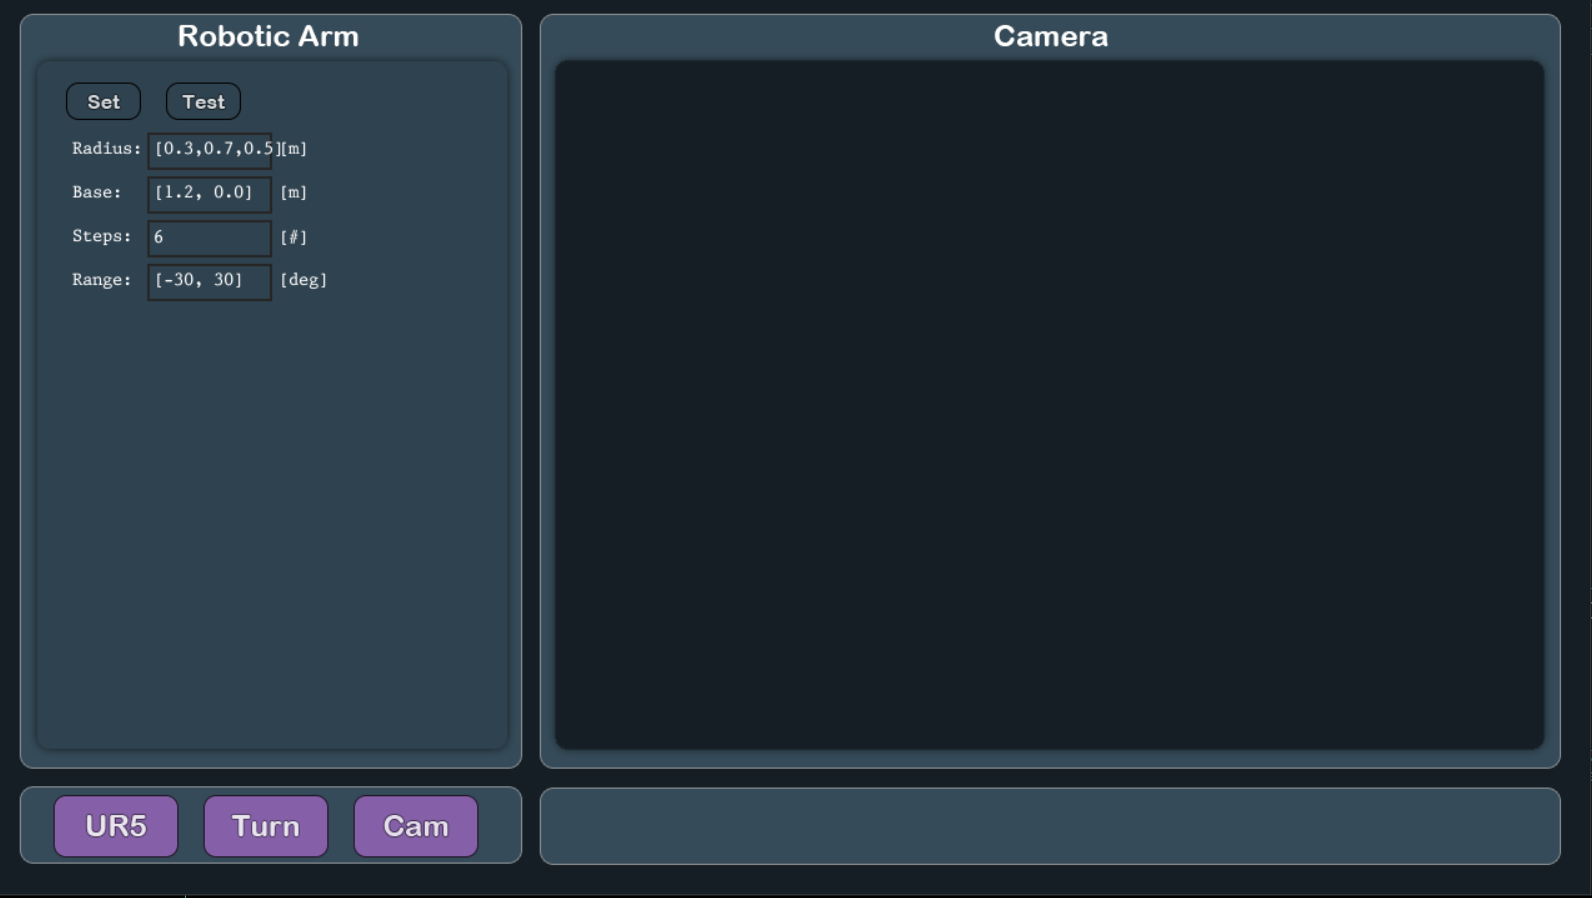 Robotic Arm
Set Test
Radius: [0.3,0.7,0.5][m]
Base: [1.2, 0.0] [m]
Steps: 6 [#]
Range: [-30, 30] [deg]
UR5 Turn Cam
Camera